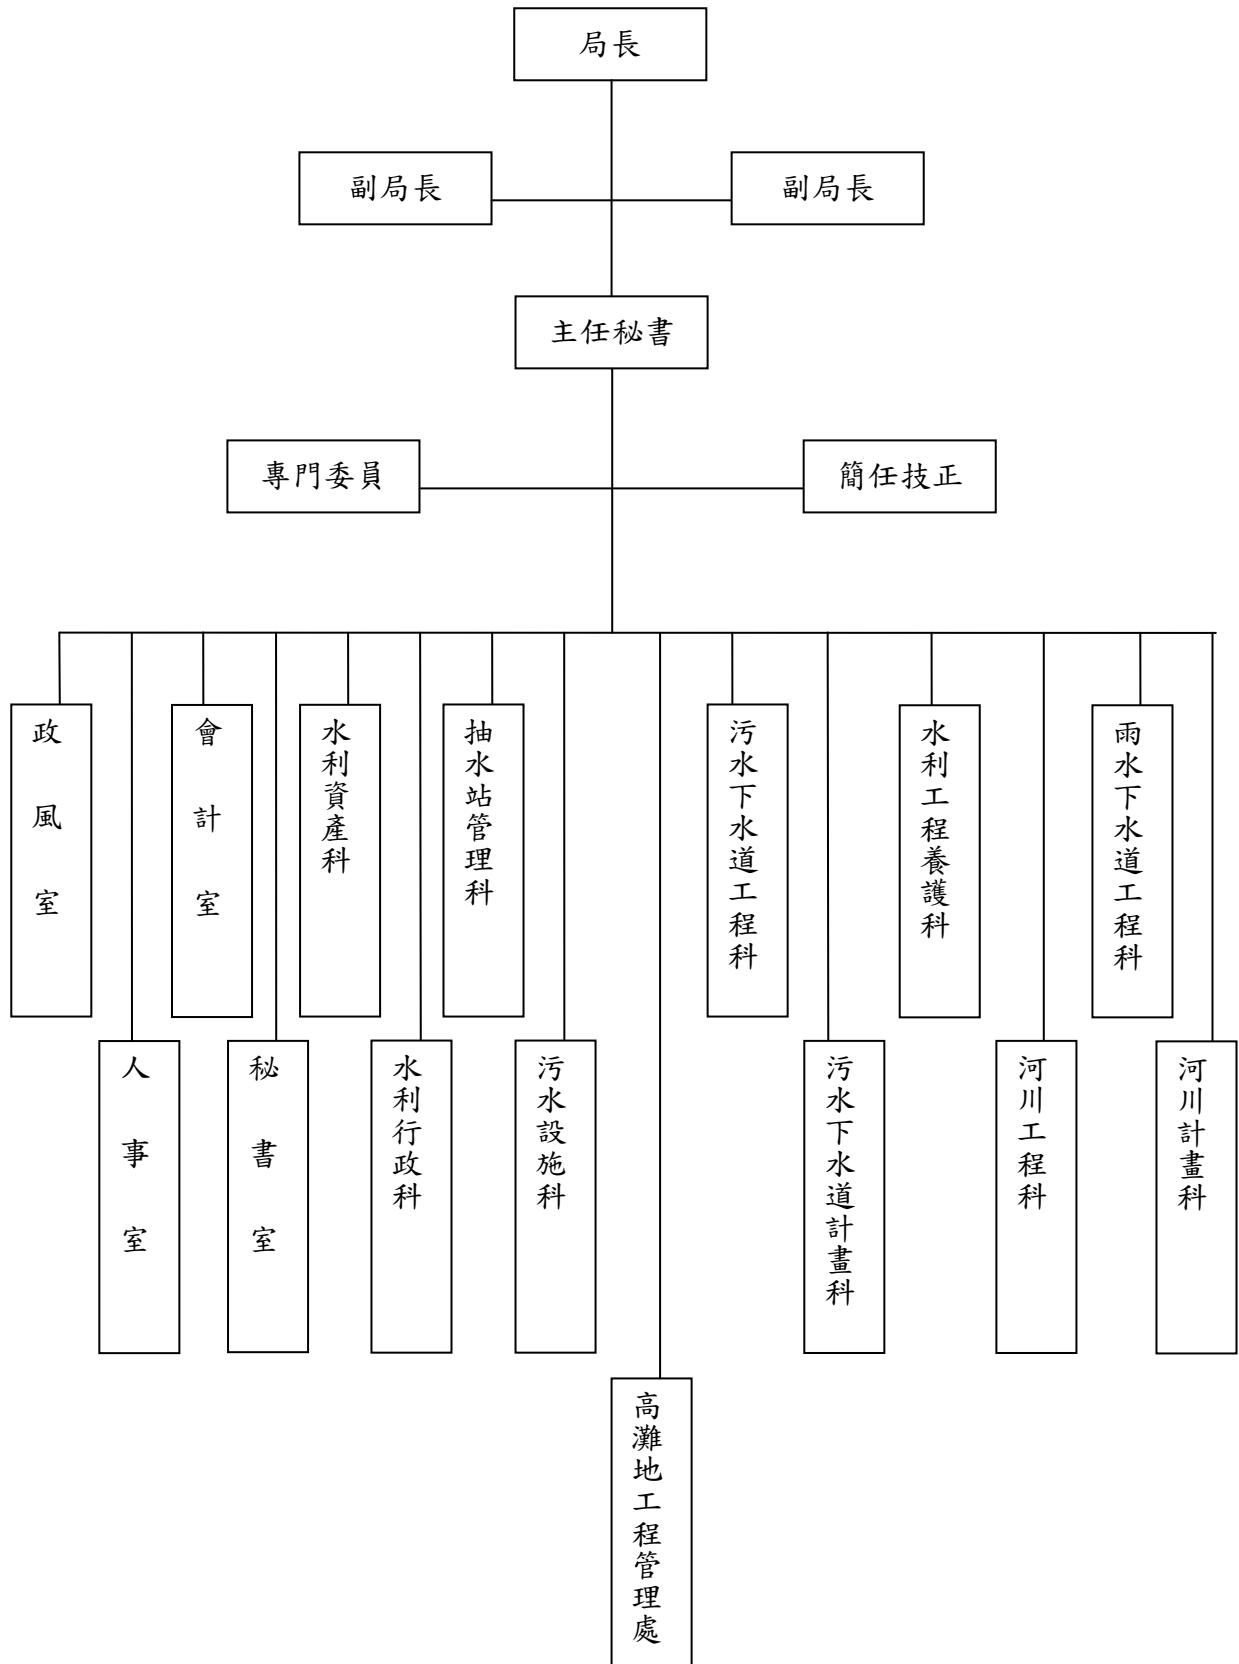 局長
副局長
副局長
主任秘書
專門委員
簡任技正
政風室
會計室
水利資產科
抽水站管理科
污水下水道工程科
水利工程養護科
雨水下水道工程科
人事室
秘書室
水利行政科
污水設施科
污水下水道計畫科
河川工程科
河川計畫科
高灘地工程管理處